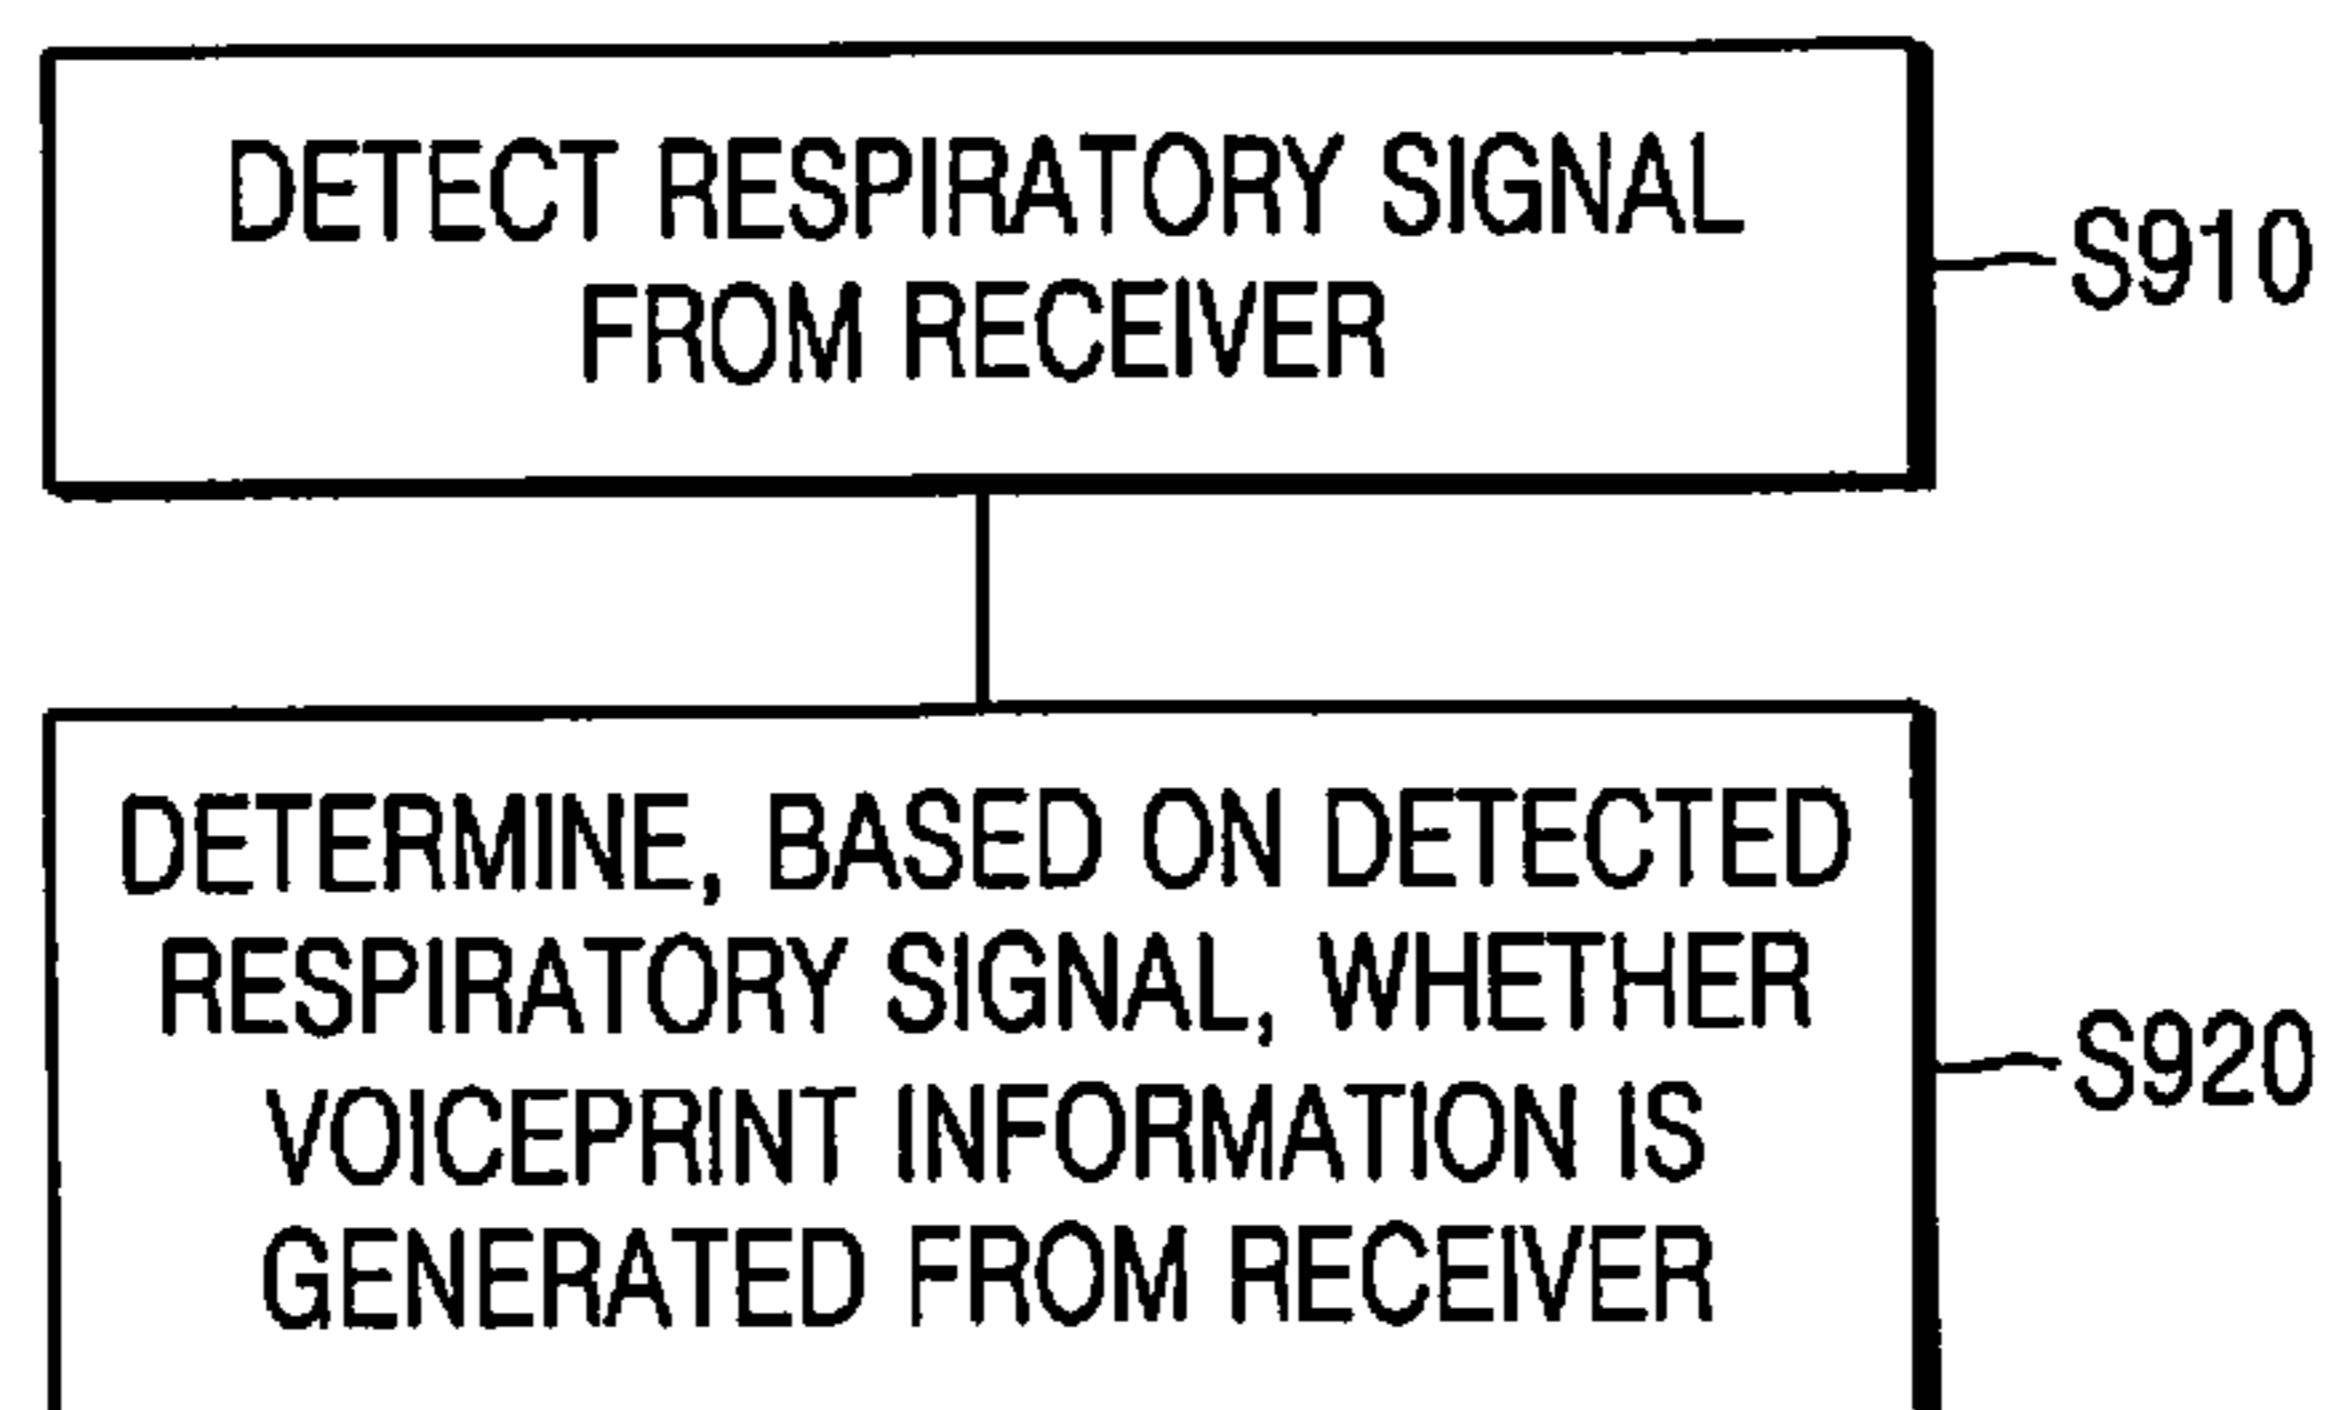 DETECT RESPIRATORY SIGNAL
FROM RECEIVER
S910
DETERMINE, BASED ON DETECTED
RESPIRATORY SIGNAL, WHETHER
VOICEPRINT INFORMATION IS
GENERATED FROM RECEIVER
S920